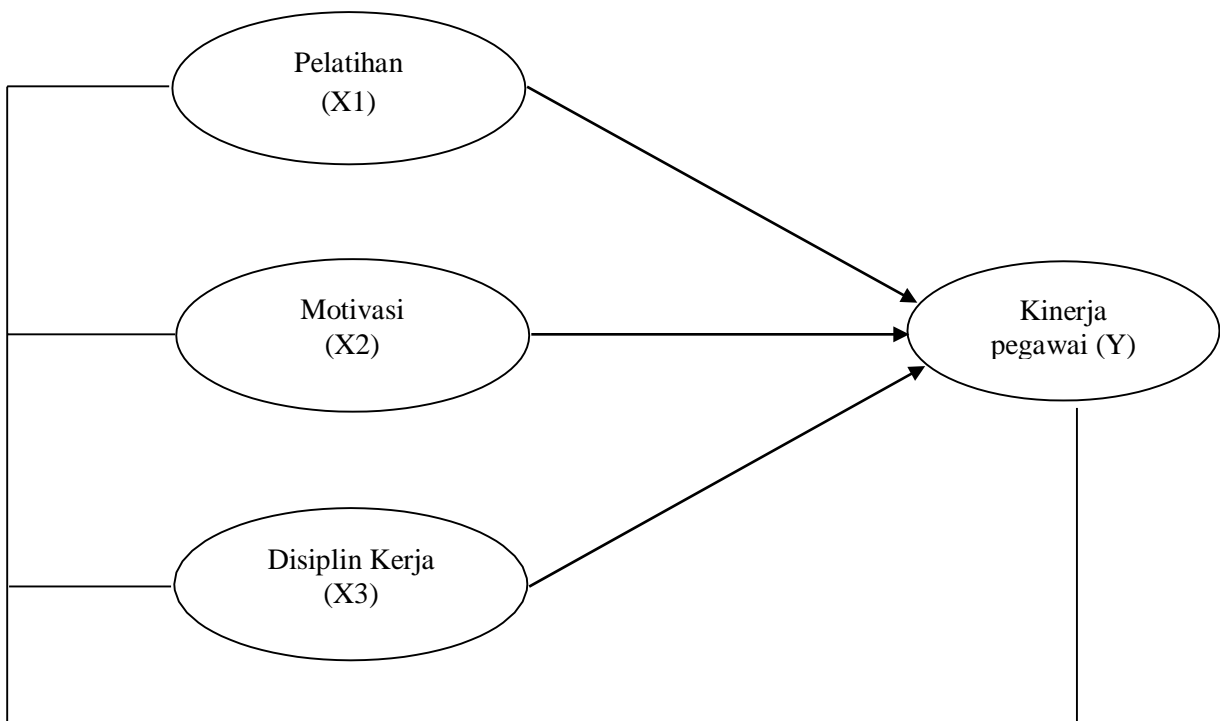 Pelatihan
(X1)
Motivasi
(X2)
Kinerja
pegawai (Y)
Disiplin Kerja
(X3)